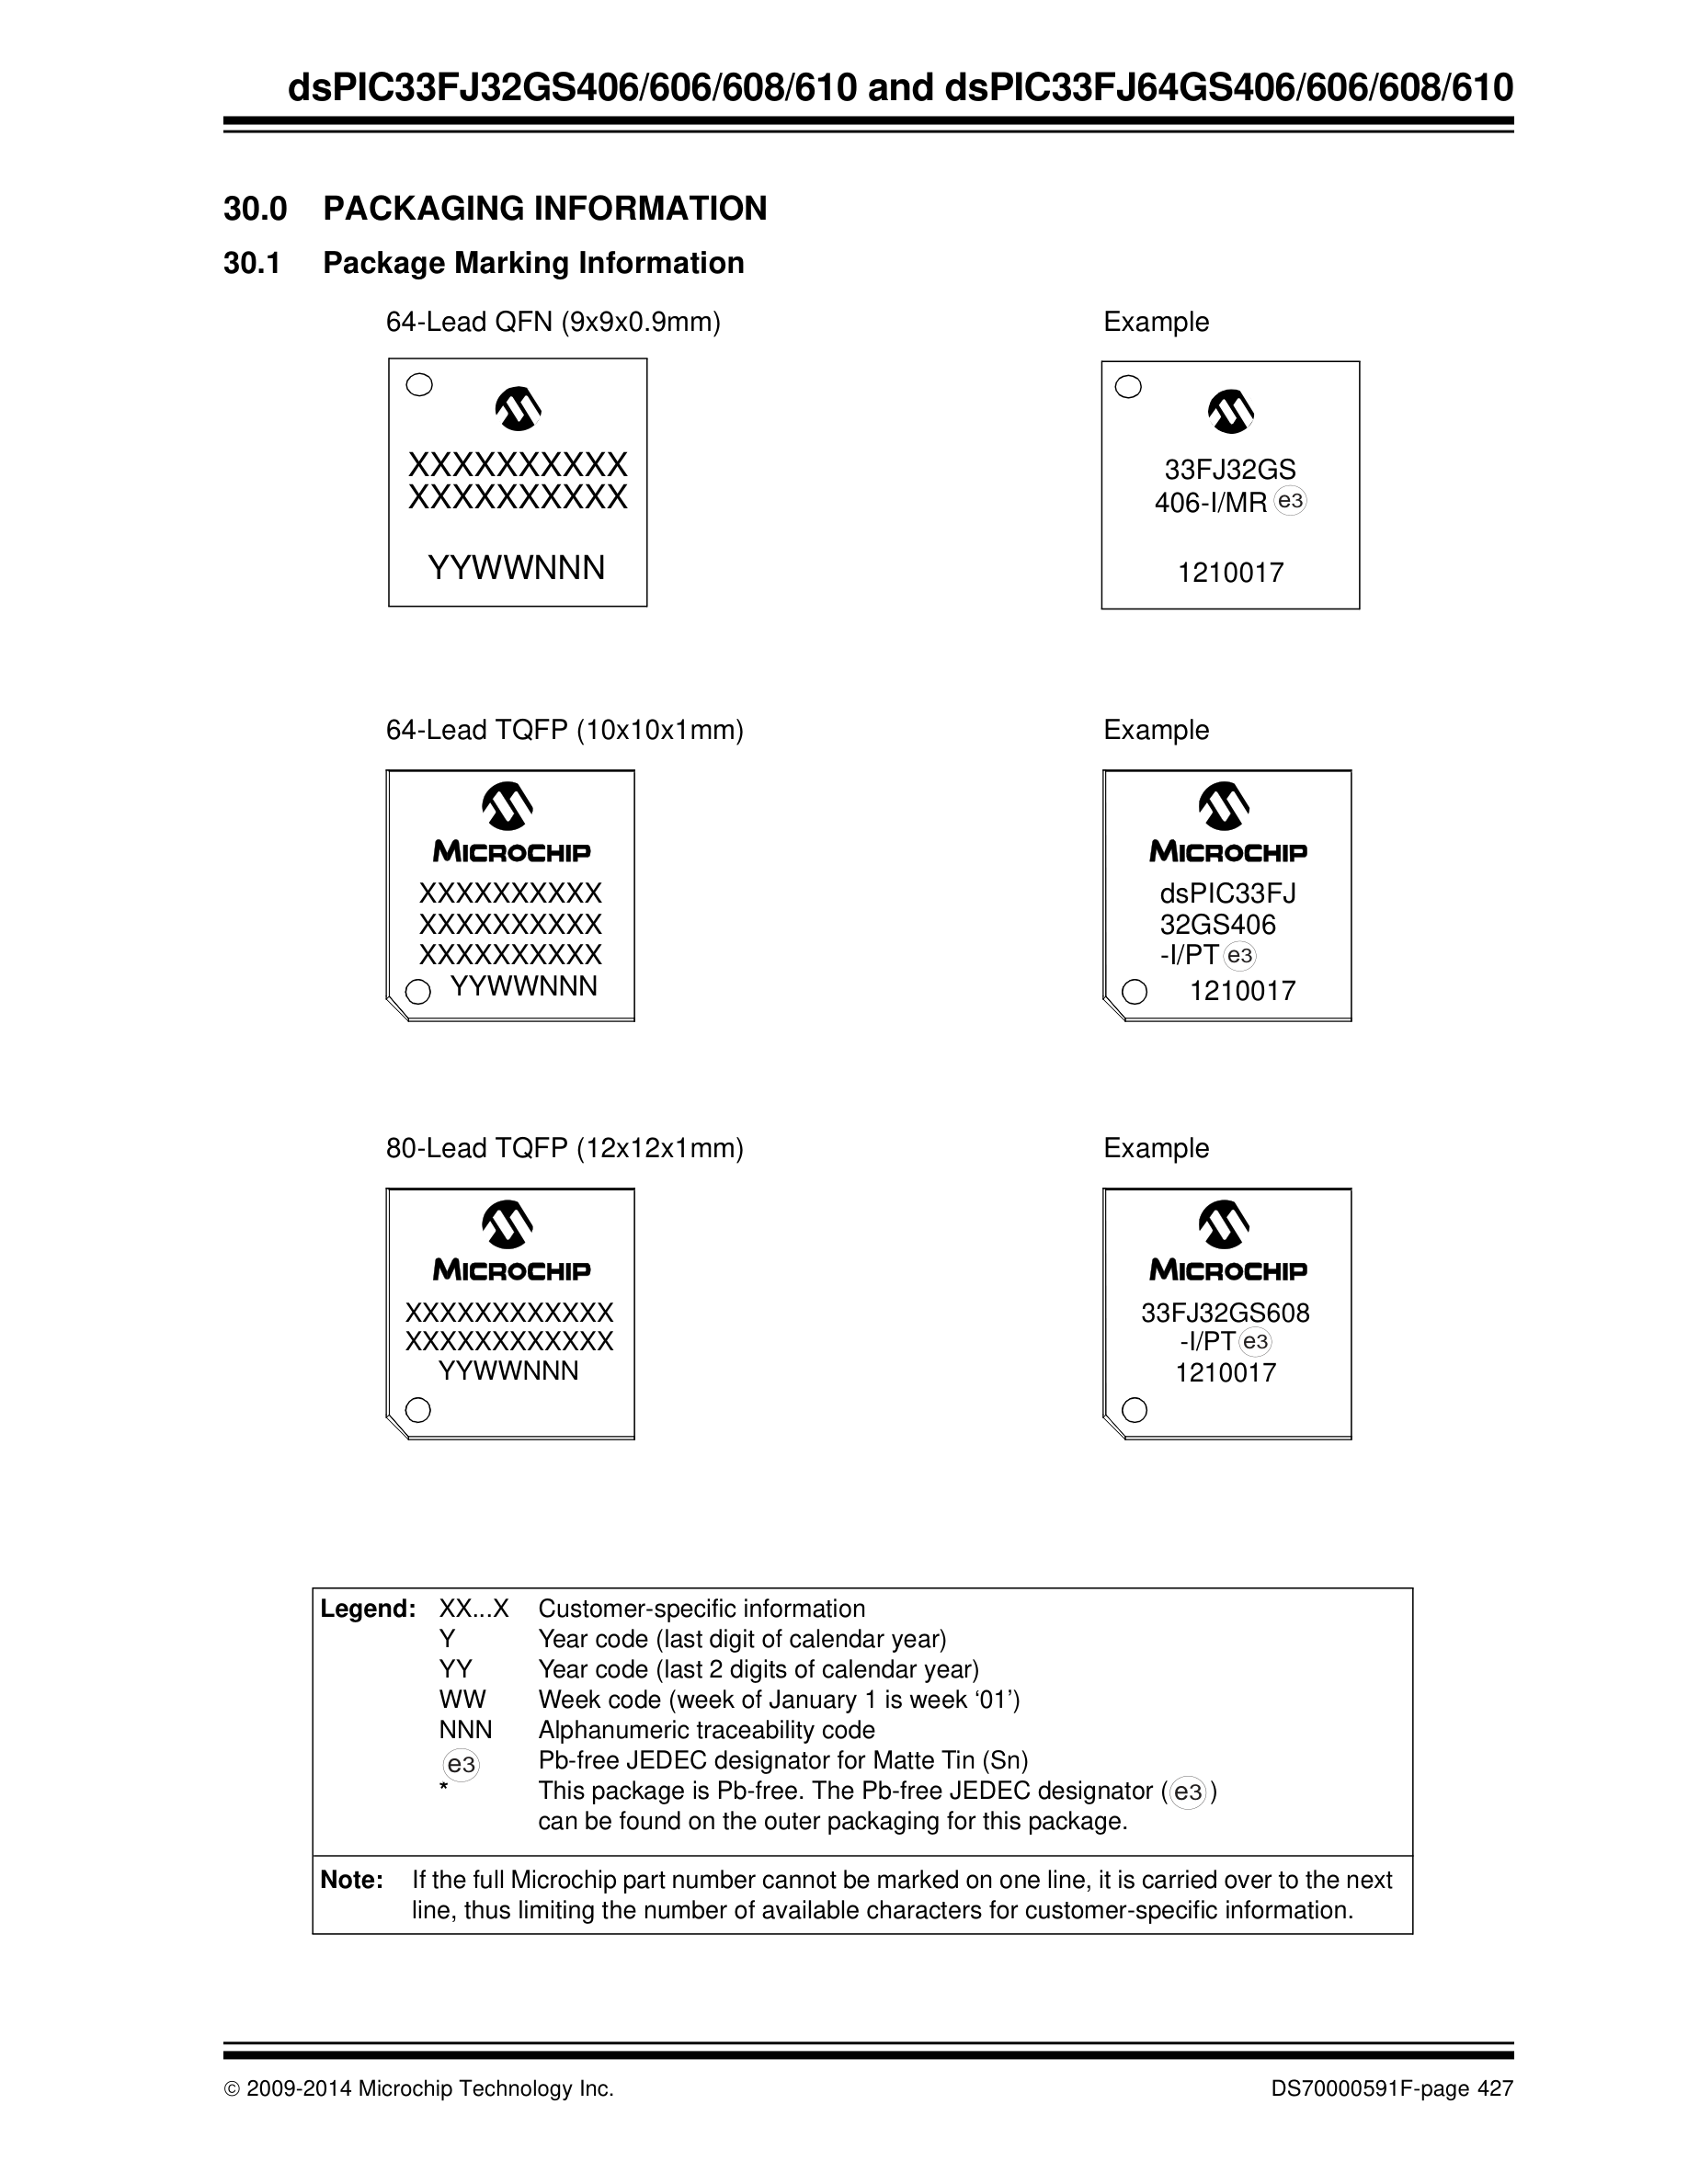 dsPIC33FJ32GS406/606/608/610 and dsPIC33FJ64GS406/606/608/610
30.0 PACKAGING INFORMATION
30.1 Package Marking Information
64-Lead QFN (9x9x0.9mm)
XXXXXXXXXX
XXXXXXXXXX
YYWWNNN
Example
33FJ32GS
406-I/MR e3
1210017
64-Lead TQFP (10x10x1mm)
MICROCHIP
XXXXXXXXXX
XXXXXXXXXX
XXXXXXXXXX
YYWWNNN
Example
MICROCHIP
dsPIC33FJ
32GS406
-I/PT e3
1210017
80-Lead TQFP (12x12x1mm)
MICROCHIP
XXXXXXXXXXXX
XXXXXXXXXXXX
YYWWNNN
Example
MICROCHIP
33FJ32GS608
-I/PT e3
1210017
Legend: XX...X Customer-specific information
Y Year code (last digit of calendar year)
YY Year code (last 2 digits of calendar year)
WW Week code (week of January 1 is week ‘01’)
NNN Alphanumeric traceability code
e3 Pb-free JEDEC designator for Matte Tin (Sn)
* This package is Pb-free. The Pb-free JEDEC designator ( e3 )
can be found on the outer packaging for this package.
Note: If the full Microchip part number cannot be marked on one line, it is carried over to the next
line, thus limiting the number of available characters for customer-specific information.
© 2009-2014 Microchip Technology Inc.
DS70000591F-page 427